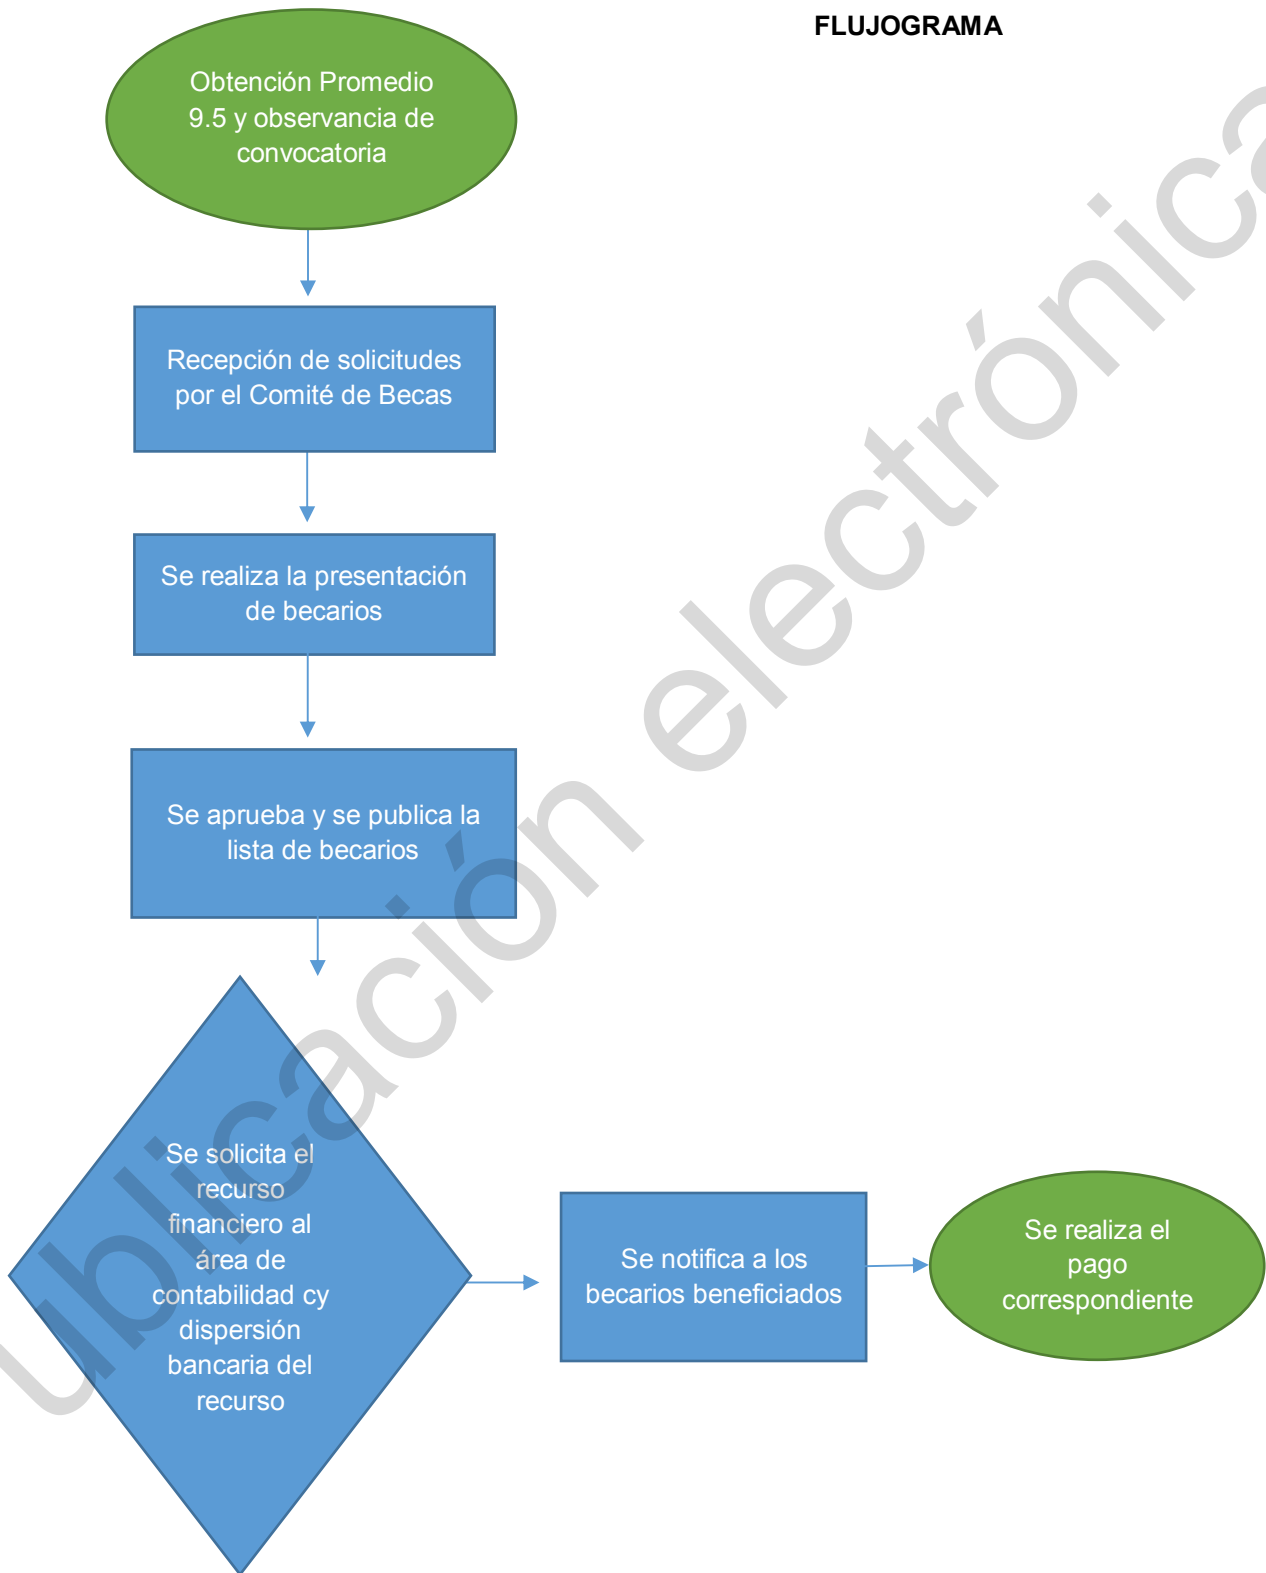 FLUJOGRAMA
Obtención Promedio
9.5 y observancia de
convocatoria
Recepción de solicitudes
por el Comité de Becas
Se realiza la presentación
de becarios
Se aprueba y se publica la
lista de becarios
Se solicita el
recurso
financiero al
área de
contabilidad cy
dispersión
bancaria del
recurso
Se notifica a los
becarios beneficiados
Se realiza el
pago
correspondiente
ublicación electrónica